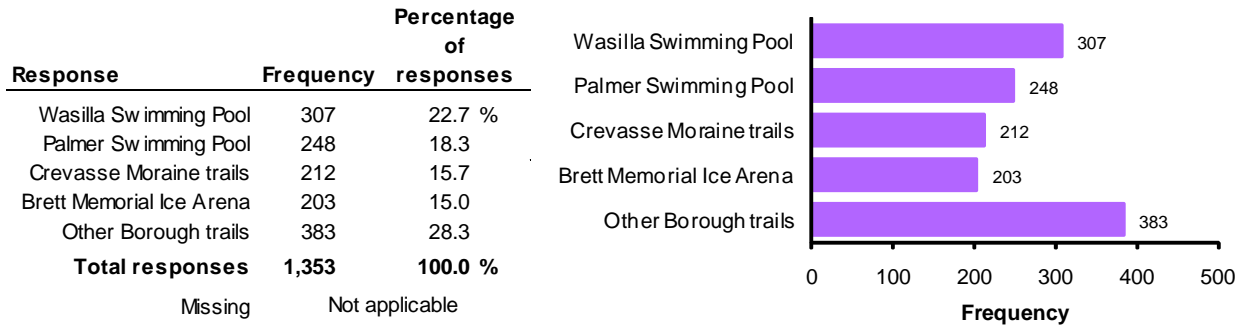 Percentage
of
Response Frequency responses
Wasilla Swimming Pool 307 22.7 %
Palmer Swimming Pool 248 18.3
Crevasse Moraine trails 212 15.7
Brett Memorial Ice Arena 203 15.0
Other Borough trails 383 28.3
Total responses 1,353 100.0 %
Missing Not applicable
Wasilla Swimming Pool 307
Palmer Swimming Pool 248
Crevasse Moraine trails 212
Brett Memorial Ice Arena 203
Other Borough trails 383
0 100 200 300 400 500
Frequency